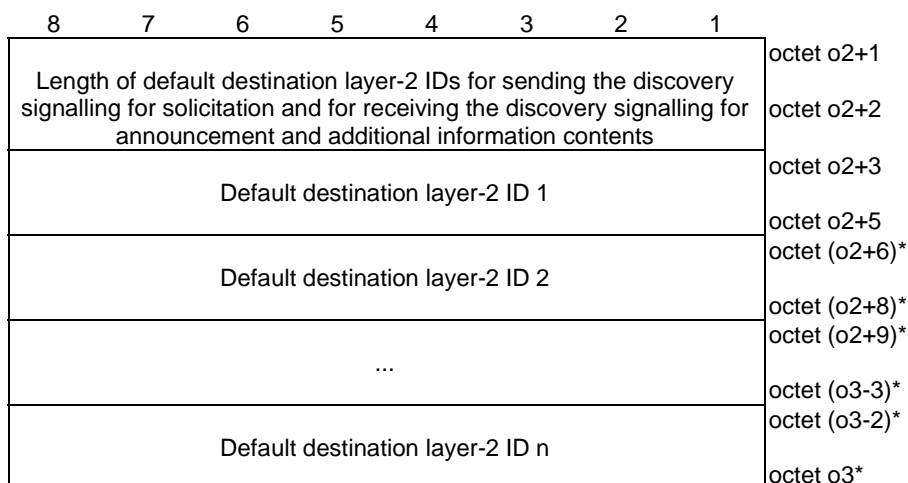 8 7 6 5 4 3 2 1
octet o2+1
Length of default destination layer-2 IDs for sending the discovery
signalling for solicitation and for receiving the discovery signalling for
announcement and additional information contents
octet o2+2
octet o2+3
Default destination layer-2 ID 1
octet o2+5
octet (o2+6)*
Default destination layer-2 ID 2
octet (o2+8)*
octet (o2+9)*
...
octet (o3-3)*
octet (o3-2)*
Default destination layer-2 ID n
octet o3*